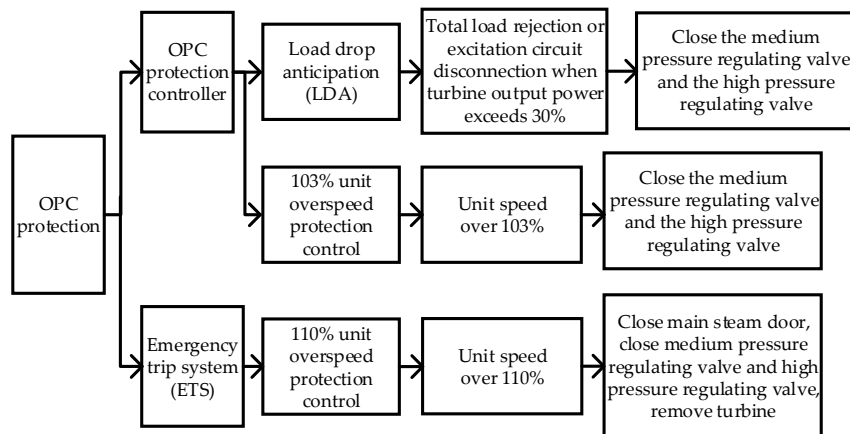 OPC
protection
OPC
protection
controller
Load drop
anticipation
(LDA)
Total load rejection or
excitation circuit
disconnection when
turbine output power
exceeds 30%
Close the medium
pressure regulating valve
and the high pressure
regulating valve
103% unit
overspeed
protection
control
Unit speed
over 103%
Close the medium
pressure regulating valve
and the high pressure
regulating valve
Emergency
trip system
(ETS)
110% unit
overspeed
protection
control
Unit speed
over 110%
Close main steam door,
close medium pressure
regulating valve and high
pressure regulating valve,
remove turbine